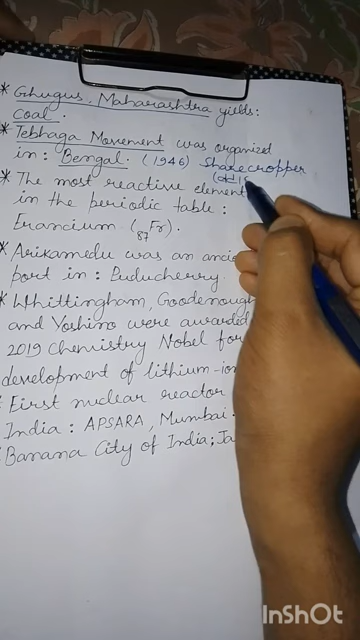 * Ghugus, Maharashtra yields:
coal.
* Tebhaga Movement was organized
in: Bengal. (1946) Sharecropper
* The most reactive element
in the periodic table:
Francium (87Fr).
* Arikamedu was an
port in: Puducherry.
* Whittingham, Goodenough
and Yoshino were awarded
2019 Chemistry Nobel for
development of lithium-ion
* First nuclear reactor
India: APSARA, Mumbai.
Banana City of India:
InShOt